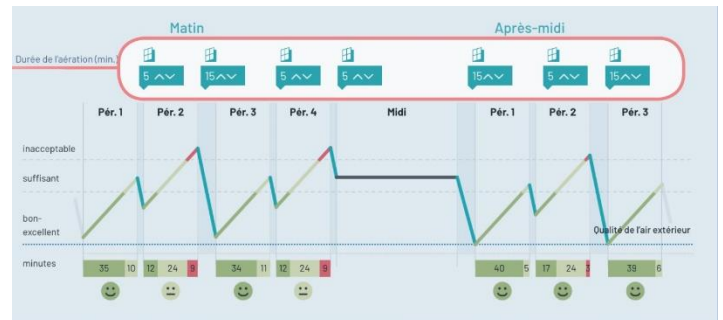 Matin Après-midi
Durée de l'aération (min.)
5 15 5 5 15 5 15
Pér. 1 Pér. 2 Pér. 3 Pér. 4 Midi Pér. 1 Pér. 2 Pér. 3
inacceptable
suffisant
bon-
excellent
Qualité de l'air extérieur
minutes
35 10 12 24 9 34 11 12 24 9 40 5 17 24 3 39 6